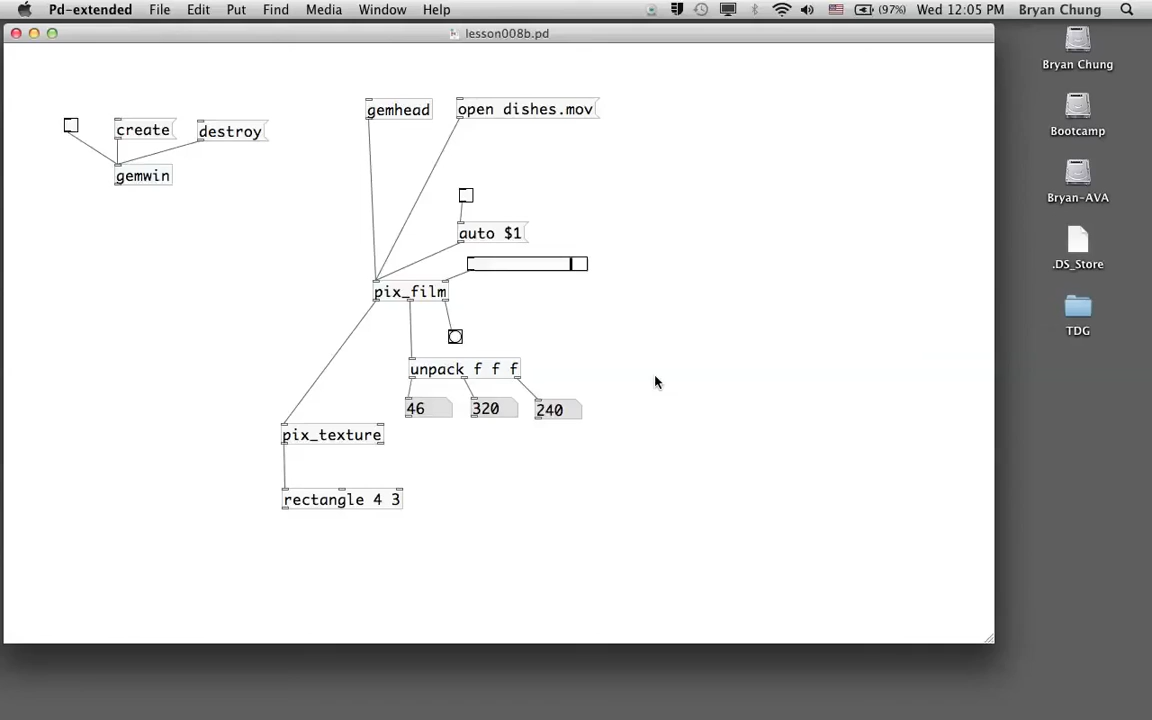 Pd-extended File Edit Put Find Media Window Help (97%) Wed 12:05 PM Bryan Chung
lesson008b.pd
Bryan Chung
gemhead open dishes.mov
create destroy
Bootcamp
gemwin
Bryan-AVA
auto $1
.DS_Store
pix_film
TDG
unpack f f f
46 320 240
pix_texture
rectangle 4 3